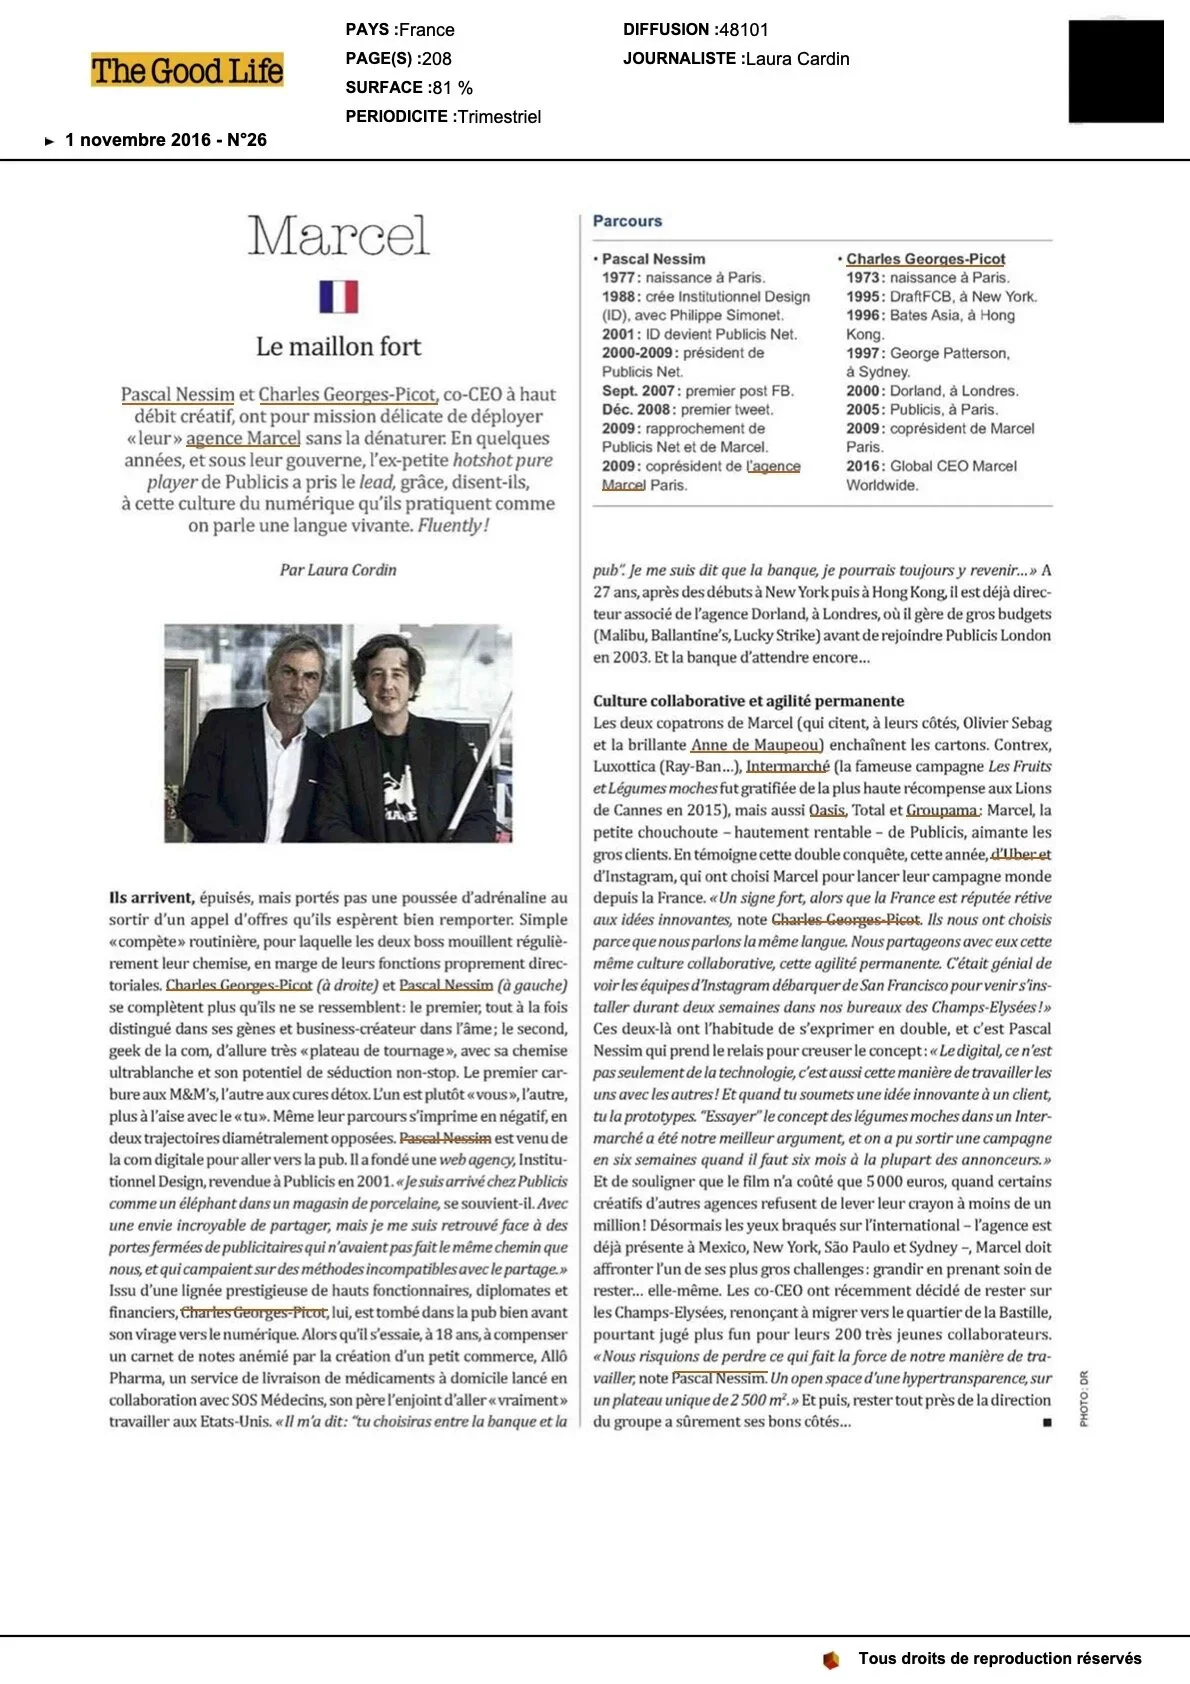 The Good Life
PAYS :France
PAGE(S) :208
SURFACE :81 %
PERIODICITE :Trimestriel
DIFFUSION :48101
JOURNALISTE :Laura Cardin
► 1 novembre 2016 - N°26
Marcel
Le maillon fort
Pascal Nessim et Charles Georges-Picot, co-CEO à haut
débit créatif, ont pour mission délicate de déployer
«leur» agence Marcel sans la dénaturer. En quelques
années, et sous leur gouverne, l'ex-petite hotshot pure
player de Publicis a pris le lead, grâce, disent-ils,
à cette culture du numérique qu'ils pratiquent comme
on parle une langue vivante. Fluently!
Par Laura Cordin
Ils arrivent, épuisés, mais portés pas une poussée d'adrénaline au
sortir d'un appel d'offres qu'ils espèrent bien remporter. Simple
«compète» routinière, pour laquelle les deux boss mouillent réguliè-
rement leur chemise, en marge de leurs fonctions proprement direc-
toriales. Charles Georges-Picot (à droite) et Pascal Nessim (à gauche)
se complètent plus qu'ils ne se ressemblent: le premier, tout à la fois
distingué dans ses gènes et business-créateur dans l'âme; le second,
geek de la com, d'allure très «plateau de tournage», avec sa chemise
ultrablanche et son potentiel de séduction non-stop. Le premier car-
bure aux M&M's, l'autre aux cures détox. L'un est plutôt «vous», l'autre,
plus à l'aise avec le «tu». Même leur parcours s'imprime en négatif, en
deux trajectoires diamétralement opposées. Pascal Nessim est venu de
la com digitale pour aller vers la pub. Il a fondé une web agency, Institu-
tionnel Design, revendue à Publicis en 2001. «Je suis arrivé chez Publicis
comme un éléphant dans un magasin de porcelaine, se souvient-il. Avec
une envie incroyable de partager, mais je me suis retrouvé face à des
portes fermées de publicitaires qui n'avaient pas fait le même chemin que
nous, et qui campaient sur des méthodes incompatibles avec le partage.»
Issu d'une lignée prestigieuse de hauts fonctionnaires, diplomates et
financiers, Charles Georges-Picot, lui, est tombé dans la pub bien avant
son virage vers le numérique. Alors qu'il s'essaie, à 18 ans, à compenser
un carnet de notes anémié par la création d'un petit commerce, Allô
Pharma, un service de livraison de médicaments à domicile lancé en
collaboration avec SOS Médecins, son père l'enjoint d'aller «vraiment»
travailler aux Etats-Unis. «Il m'a dit: "tu choisiras entre la banque et la
Parcours
• Pascal Nessim
1977: naissance à Paris.
1988: crée Institutionnel Design
(ID), avec Philippe Simonet.
2001: ID devient Publicis Net.
2000-2009: président de
Publicis Net.
Sept. 2007: premier post FB.
Déc. 2008: premier tweet.
2009: rapprochement de
Publicis Net et de Marcel.
2009: coprésident de l'agence
Marcel Paris.
• Charles Georges-Picot
1973: naissance à Paris.
1995: DraftFCB, à New York.
1996: Bates Asia, à Hong
Kong.
1997: George Patterson,
à Sydney.
2000: Dorland, à Londres.
2005: Publicis, à Paris.
2009: coprésident de Marcel
Paris.
2016: Global CEO Marcel
Worldwide.
pub". Je me suis dit que la banque, je pourrais toujours y revenir...» A
27 ans, après des débuts à New York puis à Hong Kong, il est déjà direc-
teur associé de l'agence Dorland, à Londres, où il gère de gros budgets
(Malibu, Ballantine's, Lucky Strike) avant de rejoindre Publicis London
en 2003. Et la banque d'attendre encore...
Culture collaborative et agilité permanente
Les deux copatrons de Marcel (qui citent, à leurs côtés, Olivier Sebag
et la brillante Anne de Maupeou) enchaînent les cartons. Contrex,
Luxottica (Ray-Ban...), Intermarché (la fameuse campagne Les Fruits
et Légumes moches fut gratifiée de la plus haute récompense aux Lions
de Cannes en 2015), mais aussi Oasis, Total et Groupama: Marcel, la
petite chouchoute – hautement rentable – de Publicis, aimante les
gros clients. En témoigne cette double conquête, cette année, d'Uber et
d'Instagram, qui ont choisi Marcel pour lancer leur campagne monde
depuis la France. «Un signe fort, alors que la France est réputée rétive
aux idées innovantes, note Charles Georges-Picot. Ils nous ont choisis
parce que nous parlons la même langue. Nous partageons avec eux cette
même culture collaborative, cette agilité permanente. C'était génial de
voir les équipes d'Instagram débarquer de San Francisco pour venir s'ins-
taller durant deux semaines dans nos bureaux des Champs-Elysées!»
Ces deux-là ont l'habitude de s'exprimer en double, et c'est Pascal
Nessim qui prend le relais pour creuser le concept: «Le digital, ce n'est
pas seulement de la technologie, c'est aussi cette manière de travailler les
uns avec les autres! Et quand tu soumets une idée innovante à un client,
tu la prototypes. "Essayer" le concept des légumes moches dans un Inter-
marché a été notre meilleur argument, et on a pu sortir une campagne
en six semaines quand il faut six mois à la plupart des annonceurs.»
Et de souligner que le film n'a coûté que 5 000 euros, quand certains
créatifs d'autres agences refusent de lever leur crayon à moins de un
million! Désormais les yeux braqués sur l'international – l'agence est
déjà présente à Mexico, New York, São Paulo et Sydney –, Marcel doit
affronter l'un de ses plus gros challenges: grandir en prenant soin de
rester... elle-même. Les co-CEO ont récemment décidé de rester sur
les Champs-Elysées, renonçant à migrer vers le quartier de la Bastille,
pourtant jugé plus fun pour leurs 200 très jeunes collaborateurs.
«Nous risquions de perdre ce qui fait la force de notre manière de tra-
vailler, note Pascal Nessim. Un open space d'une hypertransparence, sur
un plateau unique de 2 500 m².» Et puis, rester tout près de la direction
du groupe a sûrement ses bons côtés... ■
PHOTO: DR
Tous droits de reproduction réservés